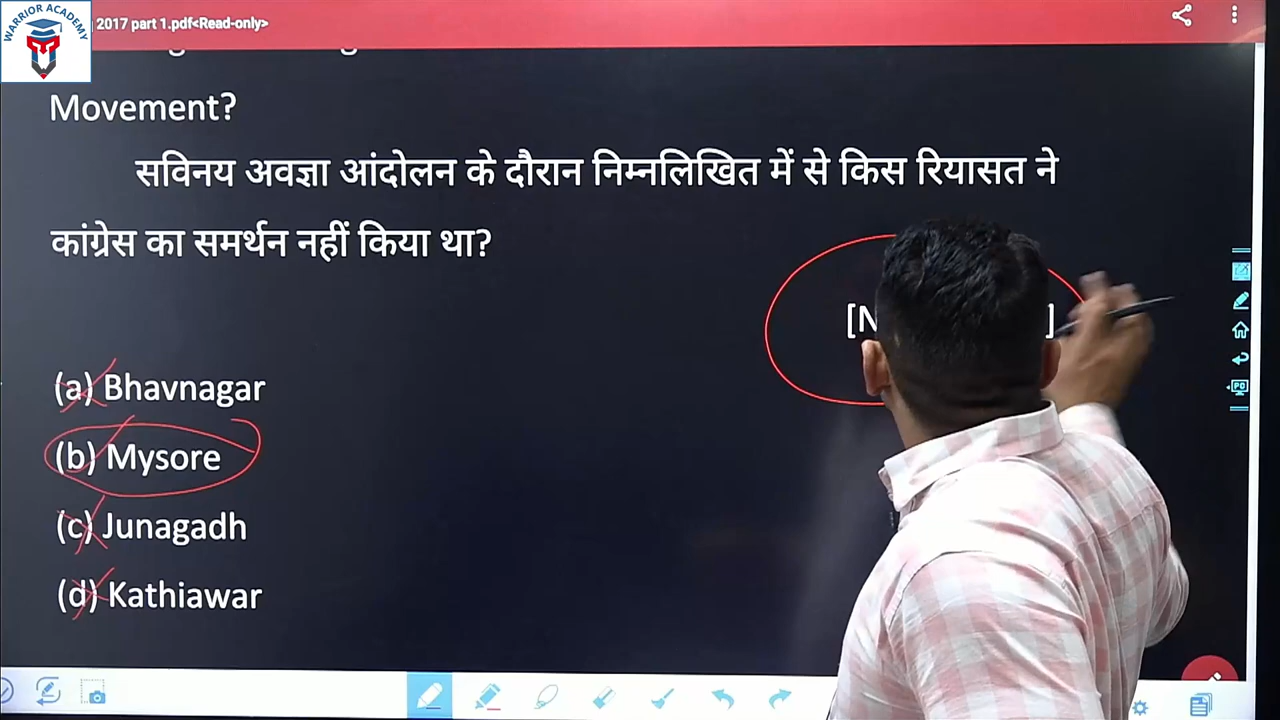 WARRIOR ACADEMY
2017 part 1.pdf<Read-only>
Movement?
सविनय अवज्ञा आंदोलन के दौरान निम्नलिखित में से किस रियासत ने
कांग्रेस का समर्थन नहीं किया था?
[N ]
(a) Bhavnagar
(b) Mysore
(c) Junagadh
(d) Kathiawar